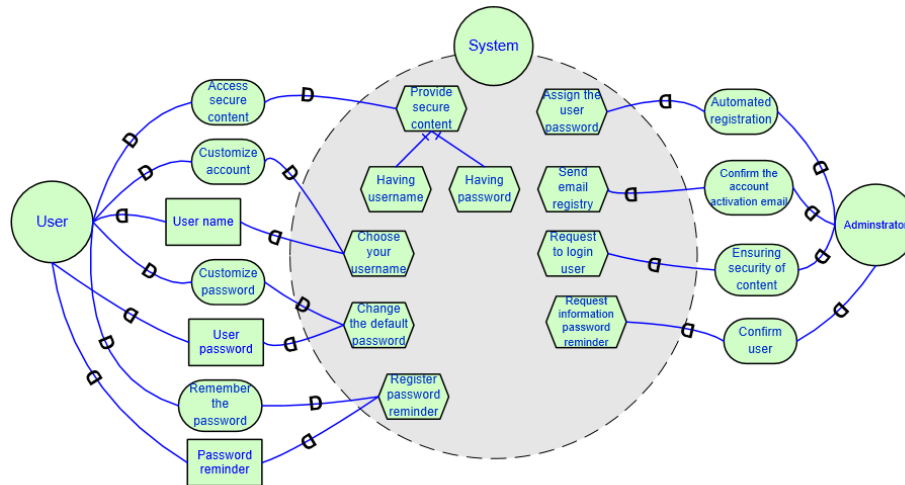 System
Access
secure
content
D
Provide
secure
content
Assign the
user
password
D
Automated
registration
D
D
Customize
account
D
D
Having
username
Having
password
Send
email
registry
D
Confirm the
account
activation email
D
User
D
User name
D
Choose
your
username
Request
to login
user
D
Ensuring
security of
content
D
Adminstrator
D
Customize
password
D
Change
the default
password
Request
information
password
reminder
D
Confirm
user
D
D
User
password
D
D
Remember
the
password
D
Register
password
reminder
D
Password
reminder
D